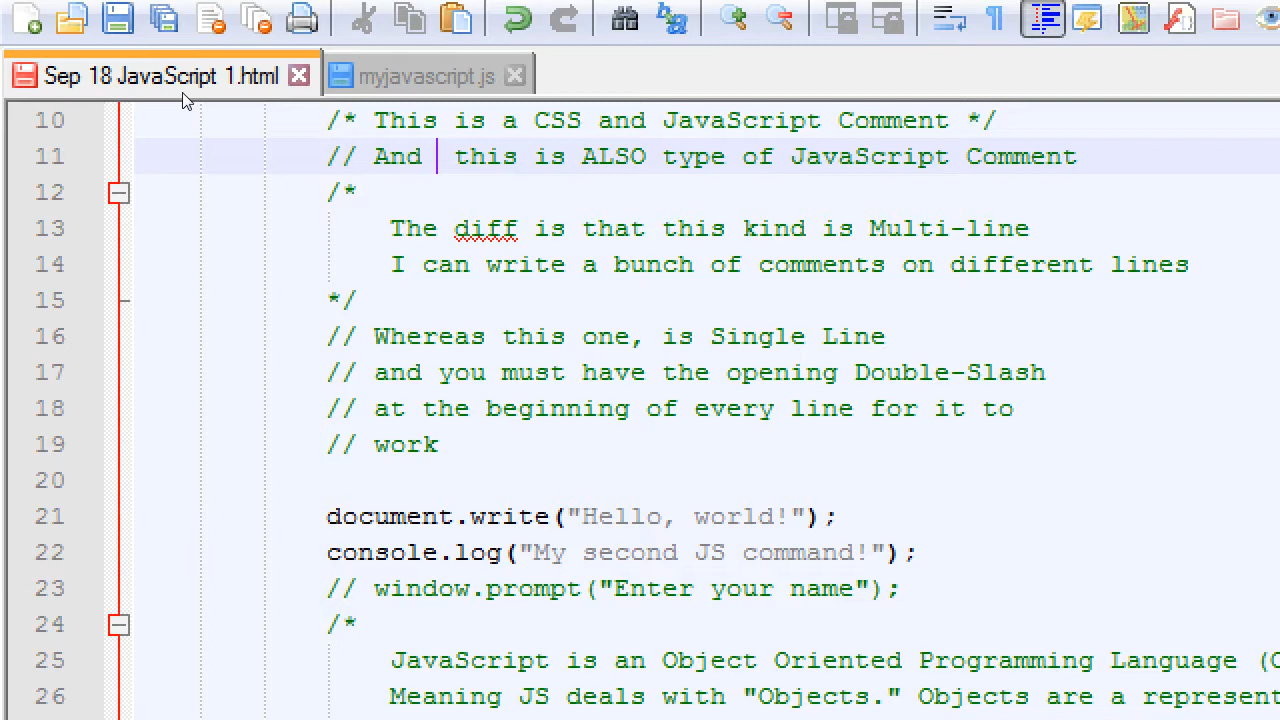 Sep 18 JavaScript 1.html myjavascript.js
10 /* This is a CSS and JavaScript Comment */
11 // And this is ALSO type of JavaScript Comment
12 /*
13 The diff is that this kind is Multi-line
14 I can write a bunch of comments on different lines
15 */
16 // Whereas this one, is Single Line
17 // and you must have the opening Double-Slash
18 // at the beginning of every line for it to
19 // work
20
21 document.write("Hello, world!");
22 console.log("My second JS command!");
23 // window.prompt("Enter your name");
24 /*
25 JavaScript is an Object Oriented Programming Language
26 Meaning JS deals with "Objects." Objects are a represent